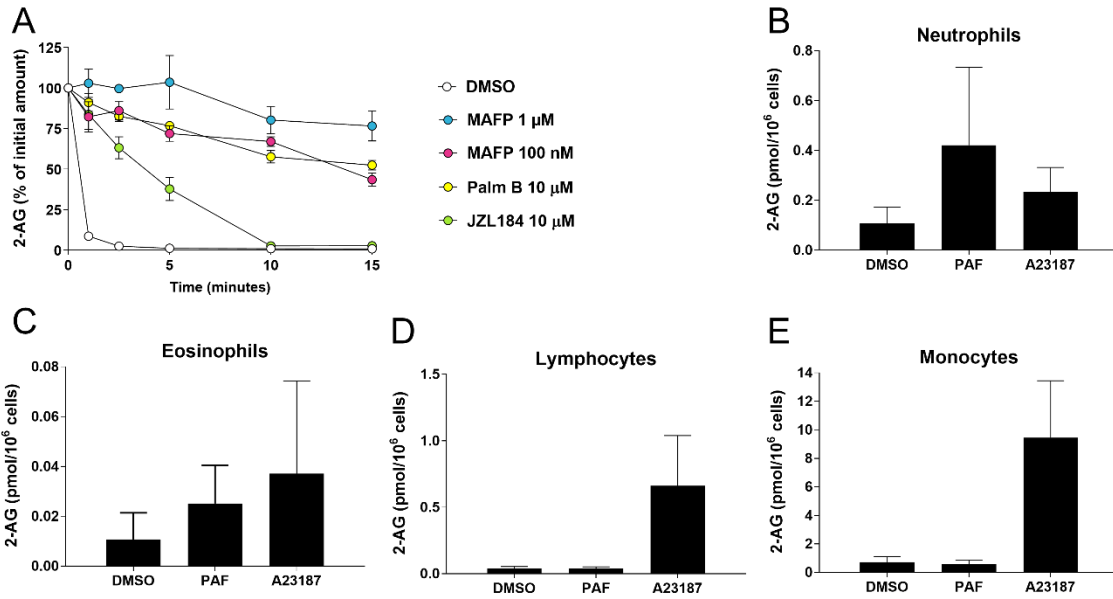 A
2-AG (% of initial amount)
125
100
75
50
25
0
0 5 10 15
Time (minutes)
DMSO
MAFP 1 µM
MAFP 100 nM
Palm B 10 µM
JZL184 10 µM
B
Neutrophils
2-AG (pmol/10⁶ cells)
0.8
0.6
0.4
0.2
0.0
DMSO PAF A23187
C
Eosinophils
2-AG (pmol/10⁶ cells)
0.08
0.06
0.04
0.02
0.00
DMSO PAF A23187
D
Lymphocytes
2-AG (pmol/10⁶ cells)
1.5
1.0
0.5
0.0
DMSO PAF A23187
E
Monocytes
2-AG (pmol/10⁶ cells)
14
12
10
8
6
4
2
0
DMSO PAF A23187